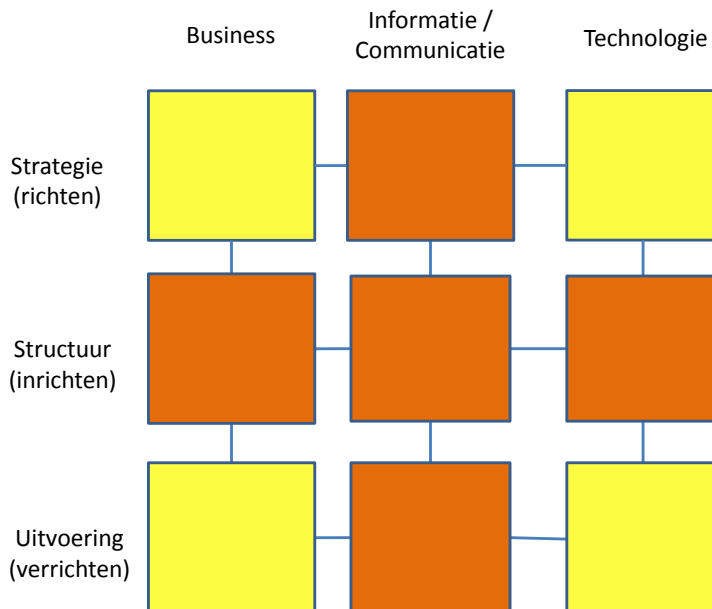 Business
Informatie /
Communicatie
Technologie
Strategie
(richten)
Structuur
(inrichten)
Uitvoering
(verrichten)